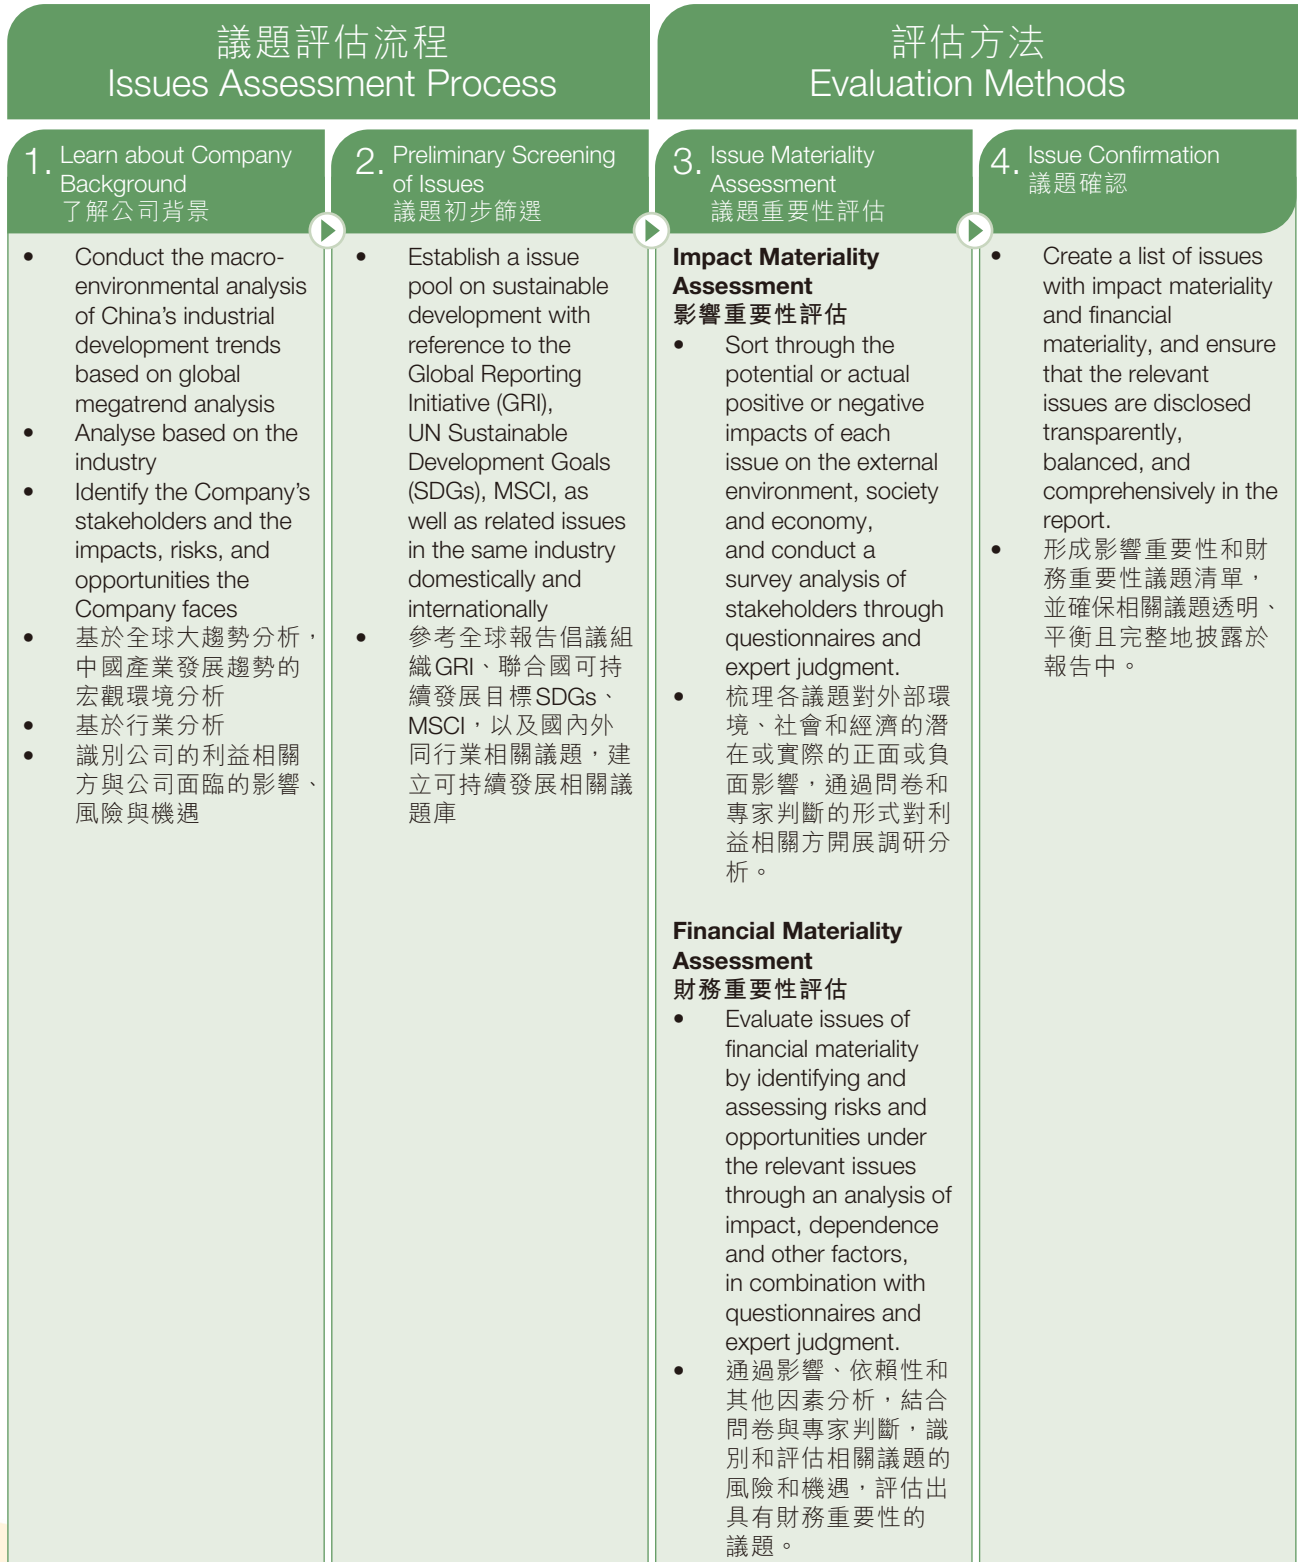 議題評估流程
Issues Assessment Process
評估方法
Evaluation Methods
1. Learn about Company
Background
了解公司背景
• Conduct the macro-
environmental analysis
of China's industrial
development trends
based on global
megatrend analysis
• Analyse based on the
industry
• Identify the Company's
stakeholders and the
impacts, risks, and
opportunities the
Company faces
• 基於全球大趨勢分析，
中國產業發展趨勢的
宏觀環境分析
• 基於行業分析
• 識別公司的利益相關
方與公司面臨的影響、
風險與機遇
2. Preliminary Screening
of Issues
議題初步篩選
• Establish a issue
pool on sustainable
development with
reference to the
Global Reporting
Initiative (GRI),
UN Sustainable
Development Goals
(SDGs), MSCI, as
well as related issues
in the same industry
domestically and
internationally
• 參考全球報告倡議組
織GRI、聯合國可持
續發展目標SDGs、
MSCI，以及國內外
同行業相關議題，建
立可持續發展相關議
題庫
3. Issue Materiality
Assessment
議題重要性評估
Impact Materiality
Assessment
影響重要性評估
• Sort through the
potential or actual
positive or negative
impacts of each
issue on the external
environment, society
and economy,
and conduct a
survey analysis of
stakeholders through
questionnaires and
expert judgment.
• 梳理各議題對外部環
境、社會和經濟的潛
在或實際的正面或負
面影響，通過問卷和
專家判斷的形式對利
益相關方開展調研分
析。
Financial Materiality
Assessment
財務重要性評估
• Evaluate issues of
financial materiality
by identifying and
assessing risks and
opportunities under
the relevant issues
through an analysis of
impact, dependence
and other factors,
in combination with
questionnaires and
expert judgment.
• 通過影響、依賴性和
其他因素分析，結合
問卷與專家判斷，識
別和評估相關議題的
風險和機遇，評估出
具有財務重要性的
議題。
4. Issue Confirmation
議題確認
• Create a list of issues
with impact materiality
and financial
materiality, and ensure
that the relevant
issues are disclosed
transparently,
balanced, and
comprehensively in the
report.
• 形成影響重要性和財
務重要性議題清單，
並確保相關議題透明、
平衡且完整地披露於
報告中。